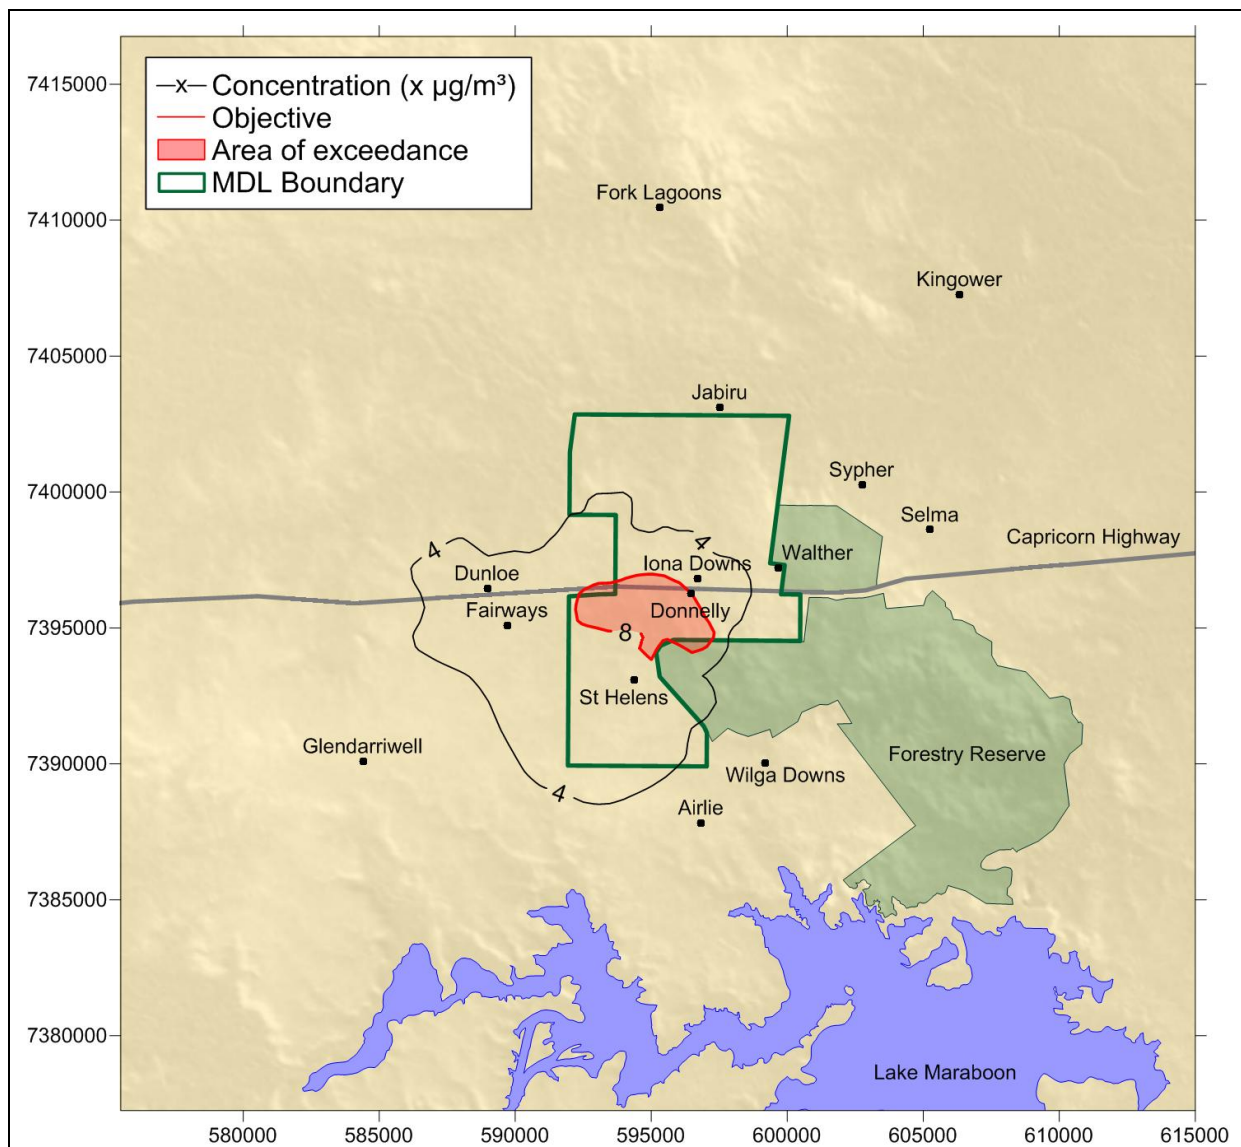 7415000
—x— Concentration (x µg/m³)
Objective
Area of exceedance
MDL Boundary
Fork Lagoons
7410000
Kingower
7405000
Jabiru
Sypher
7400000
Selma
Capricorn Highway
4
4
Walther
Iona Downs
Dunloe
Fairways
Donnelly
7395000
8
St Helens
Glendarriwell
Forestry Reserve
7390000
Wilga Downs
4
Airlie
7385000
7380000
Lake Maraboon
580000 585000 590000 595000 600000 605000 610000 615000